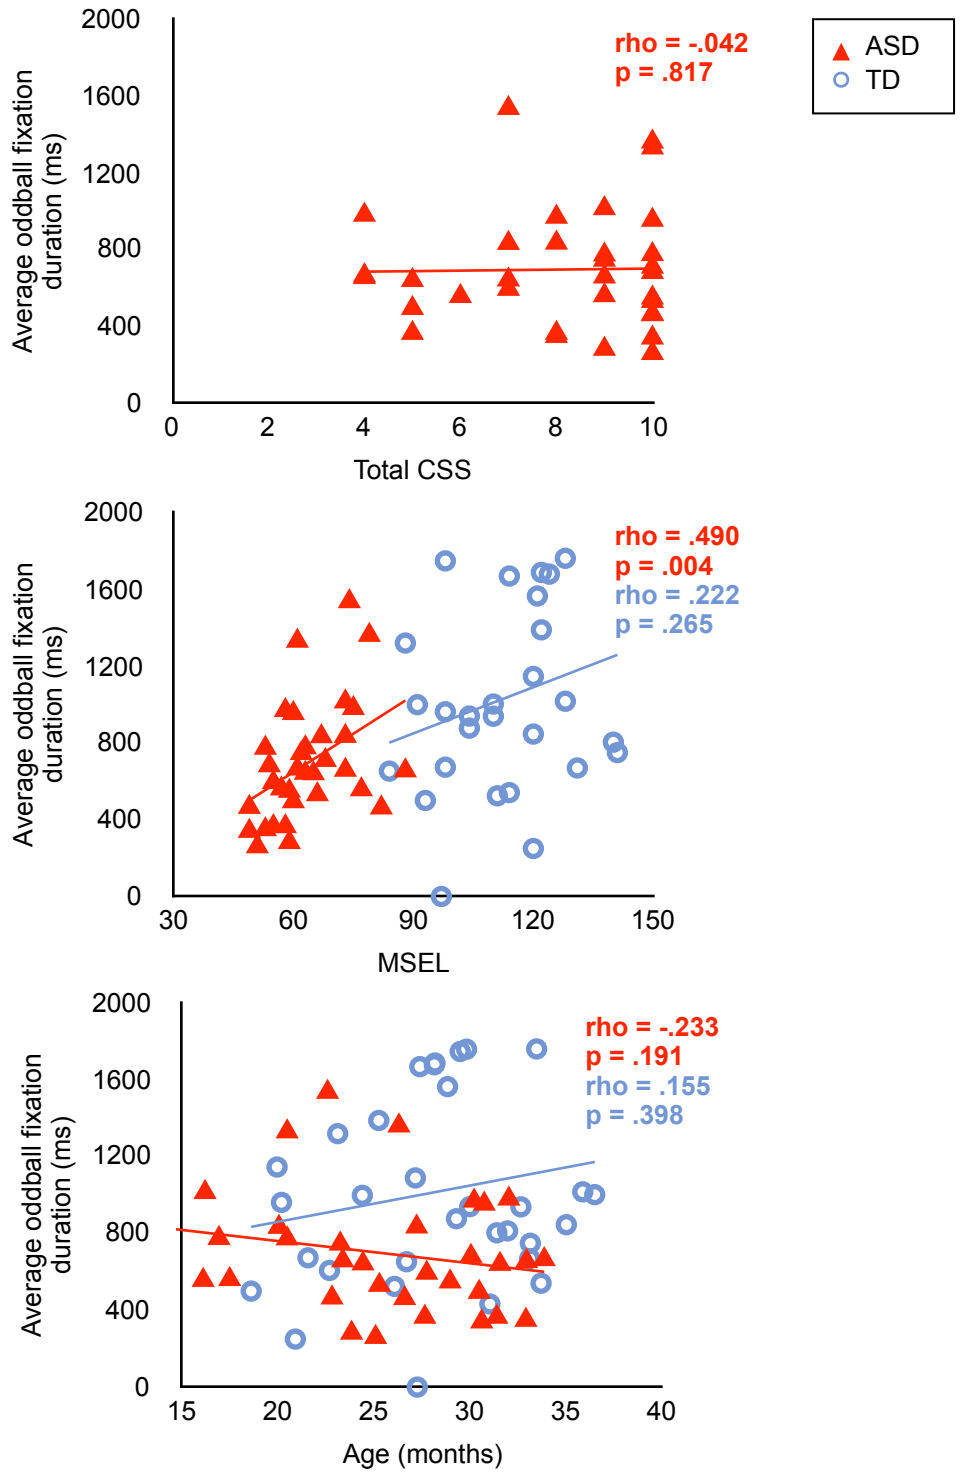 2000
1600
1200
800
400
0
Average oddball fixation
duration (ms)
rho = -.042
p = .817
ASD
TD
0 2 4 6 8 10
Total CSS
2000
1600
1200
800
400
0
Average oddball fixation
duration (ms)
rho = .490
p = .004
rho = .222
p = .265
30 60 90 120 150
MSEL
2000
1600
1200
800
400
0
Average oddball fixation
duration (ms)
rho = -.233
p = .191
rho = .155
p = .398
15 20 25 30 35 40
Age (months)